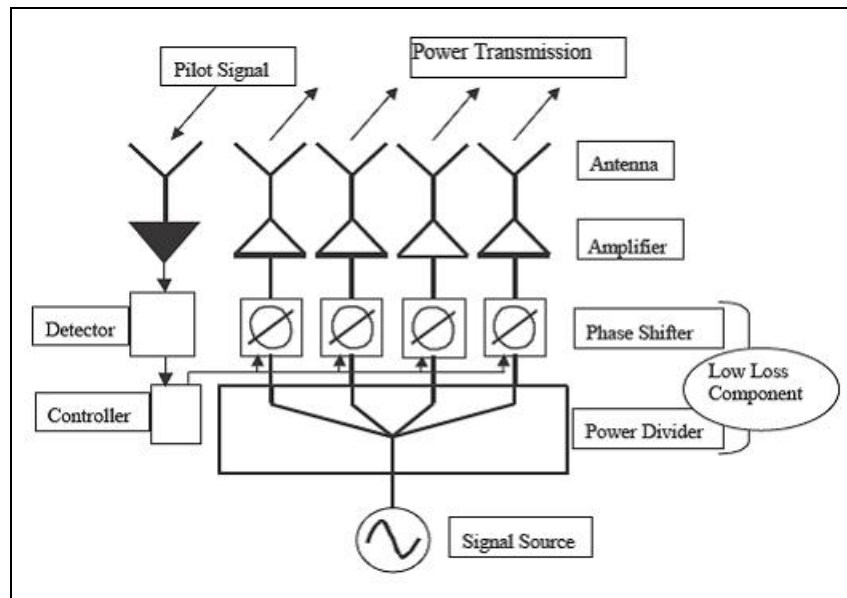 Power Transmission
Pilot Signal
Antenna
Amplifier
Detector
Phase Shifter
Low Loss
Component
Controller
Power Divider
Signal Source